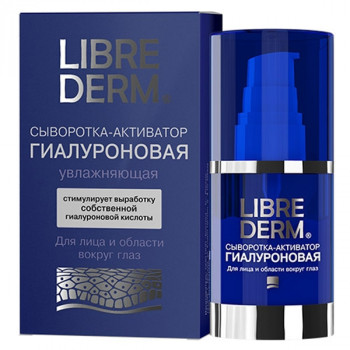 LIBRE
DERM®
СЫВОРОТКА-АКТИВАТОР
ГИАЛУРОНОВАЯ
увлажняющая
стимулирует выработку
собственной
гиалуроновой кислоты
Для лица и области
вокруг глаз
LIBRE
DERM®
СЫВОРОТКА-АКТИВАТОР
ГИАЛУРОНОВАЯ
Для лица и области вокруг глаз